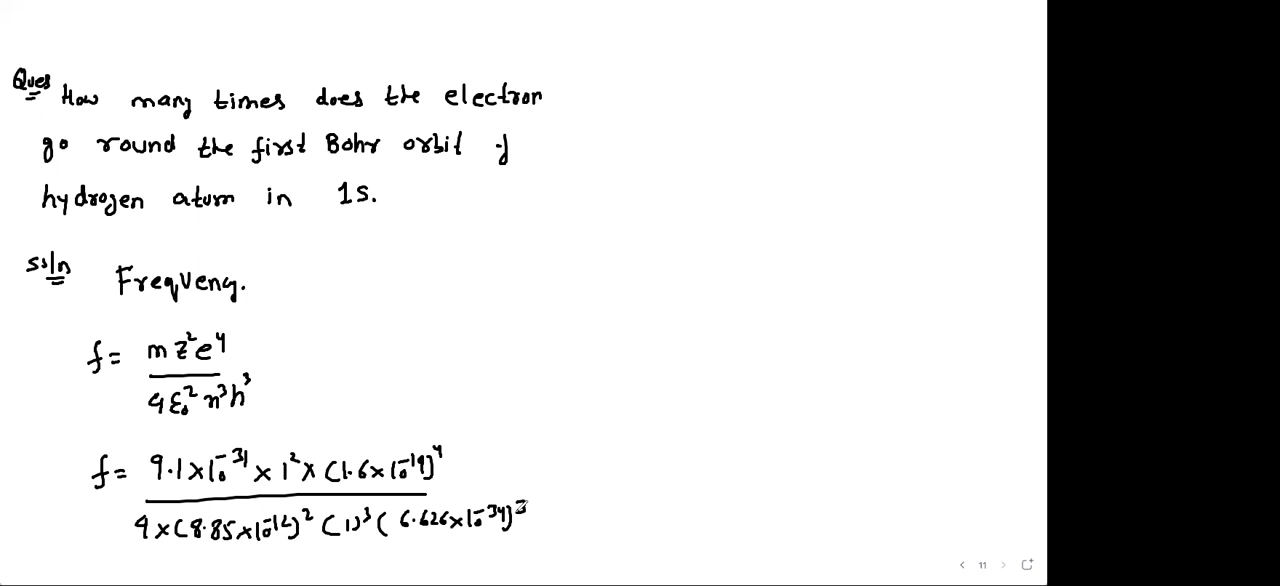 Ques How many times does the electron
go round the first Bohr orbit of
hydrogen atom in 1s.
Soln Frequency.
f = mz²e⁴
4ε₀²n³h³
f = 9.1×10⁻³¹ × 1² × (1.6×10⁻¹⁹)⁴
4×(8.85×10⁻¹²)² (1)³ (6.626×10⁻³⁴)³
< 11 >